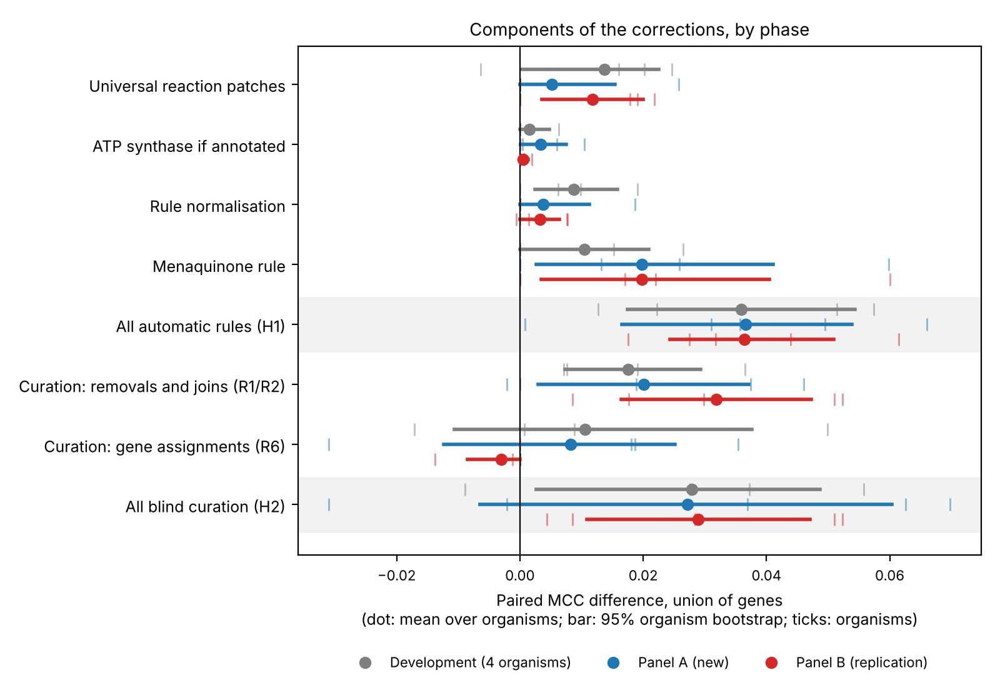 Components of the corrections, by phase
Universal reaction patches
ATP synthase if annotated
Rule normalisation
Menaquinone rule
All automatic rules (H1)
Curation: removals and joins (R1/R2)
Curation: gene assignments (R6)
All blind curation (H2)
−0.02 0.00 0.02 0.04 0.06
Paired MCC difference, union of genes
(dot: mean over organisms; bar: 95% organism bootstrap; ticks: organisms)
Development (4 organisms) Panel A (new) Panel B (replication)